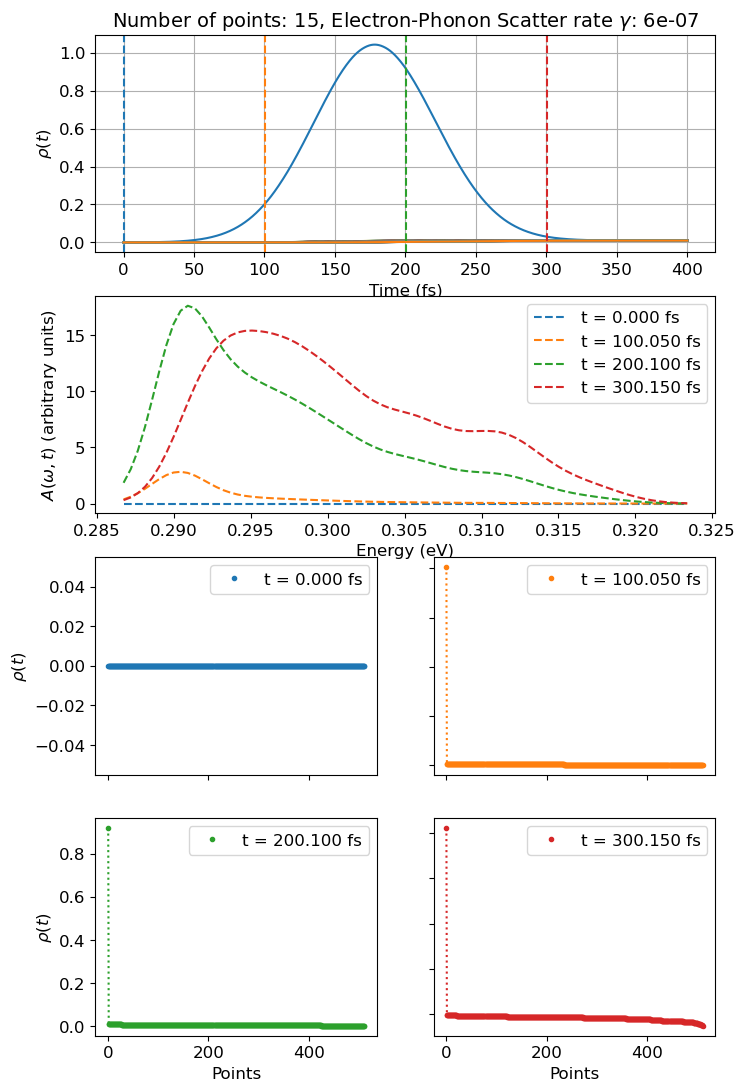 Number of points: 15, Electron-Phonon Scatter rate γ: 6e-07
ρ(t)
1.0
0.8
0.6
0.4
0.2
0.0
0 50 100 150 200 250 300 350 400
Time (fs)
A(ω, t) (arbitrary units)
15
10
5
0
t = 0.000 fs
t = 100.050 fs
t = 200.100 fs
t = 300.150 fs
0.285 0.290 0.295 0.300 0.305 0.310 0.315 0.320 0.325
Energy (eV)
ρ(t)
0.04
0.02
0.00
−0.02
−0.04
t = 0.000 fs
t = 100.050 fs
ρ(t)
0.8
0.6
0.4
0.2
0.0
t = 200.100 fs
t = 300.150 fs
0 200 400
0 200 400
Points
Points